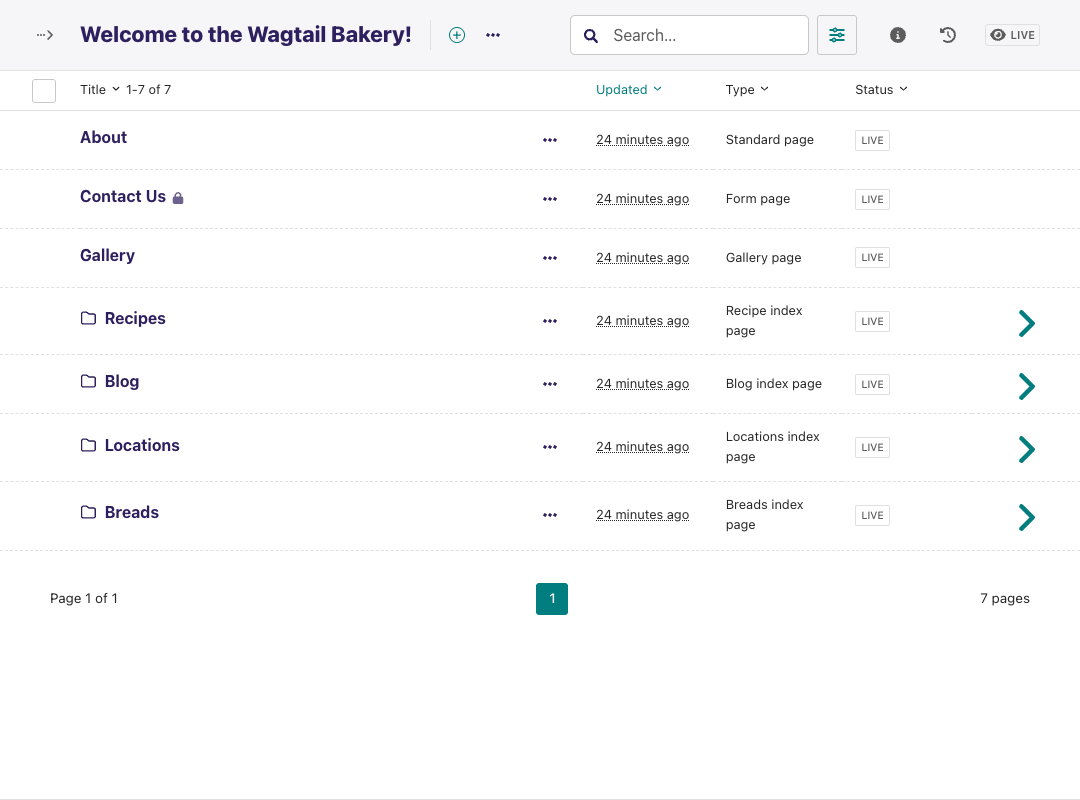 Welcome to the Wagtail Bakery!
Search…
LIVE
Title 1-7 of 7 Updated Type Status
About 24 minutes ago Standard page LIVE
Contact Us 24 minutes ago Form page LIVE
Gallery 24 minutes ago Gallery page LIVE
Recipes 24 minutes ago Recipe index page LIVE
Blog 24 minutes ago Blog index page LIVE
Locations 24 minutes ago Locations index page LIVE
Breads 24 minutes ago Breads index page LIVE
Page 1 of 1 1 7 pages